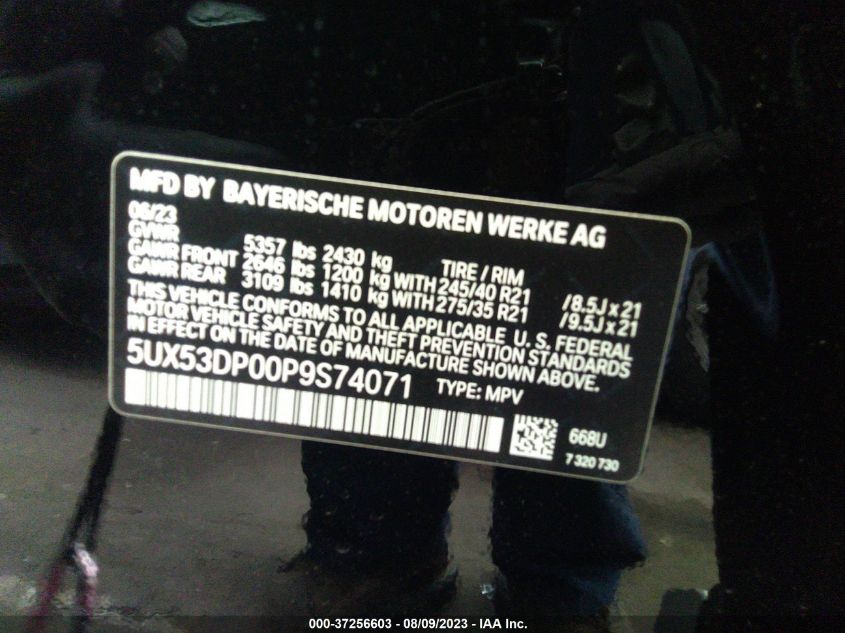 MFD BY BAYERISCHE MOTOREN WERKE AG
06/23
GVWR 5357 lbs 2430 kg TIRE / RIM
GAWR FRONT 2646 lbs 1200 kg WITH 245/40 R21 /8.5J x 21
GAWR REAR 3109 lbs 1410 kg WITH 275/35 R21 /9.5J x 21
THIS VEHICLE CONFORMS TO ALL APPLICABLE U. S. FEDERAL
MOTOR VEHICLE SAFETY AND THEFT PREVENTION STANDARDS
IN EFFECT ON THE DATE OF MANUFACTURE SHOWN ABOVE.
5UX53DP00P9S74071 TYPE: MPV
668U
7 320 730
000-37256603 - 08/09/2023 - IAA Inc.